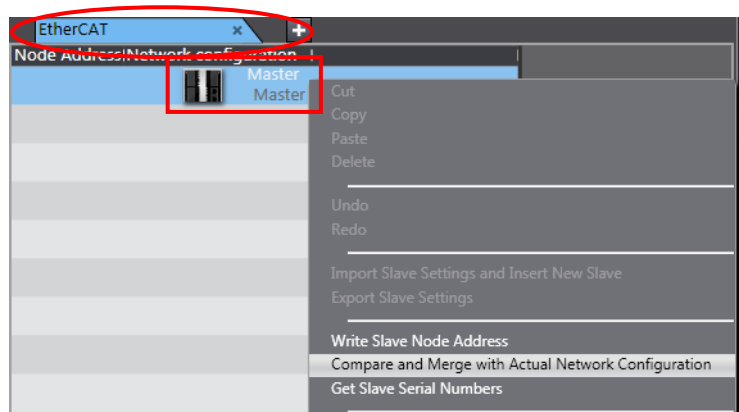 EtherCAT
Node Address|Network configuration
Master
Master
Cut
Copy
Paste
Delete
Undo
Redo
Import Slave Settings and Insert New Slave
Export Slave Settings
Write Slave Node Address
Compare and Merge with Actual Network Configuration
Get Slave Serial Numbers